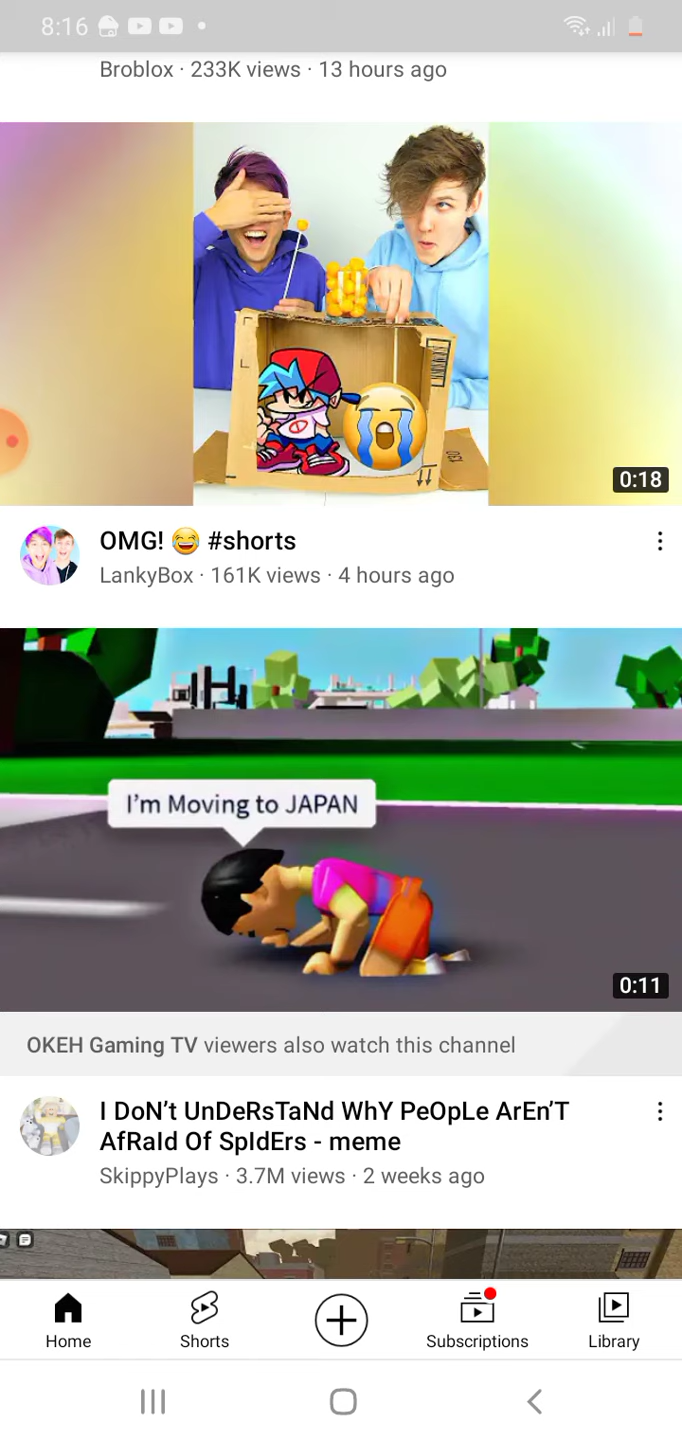 8:16
Broblox · 233K views · 13 hours ago
0:18
OMG! 😂 #shorts
LankyBox · 161K views · 4 hours ago
I'm Moving to JAPAN
0:11
OKEH Gaming TV viewers also watch this channel
I DoN't UnDeRsTaNd WhY PeOpLe ArEn'T
AfRaId Of SpIdErs - meme
SkippyPlays · 3.7M views · 2 weeks ago
Home
Shorts
Subscriptions
Library